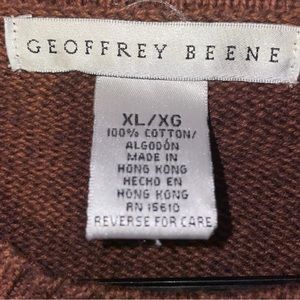 GEOFFREY BEENE
XL/XG
100% COTTON/
ALGODÓN
MADE IN
HONG KONG
HECHO EN
HONG KONG
RN 15610
REVERSE FOR CARE